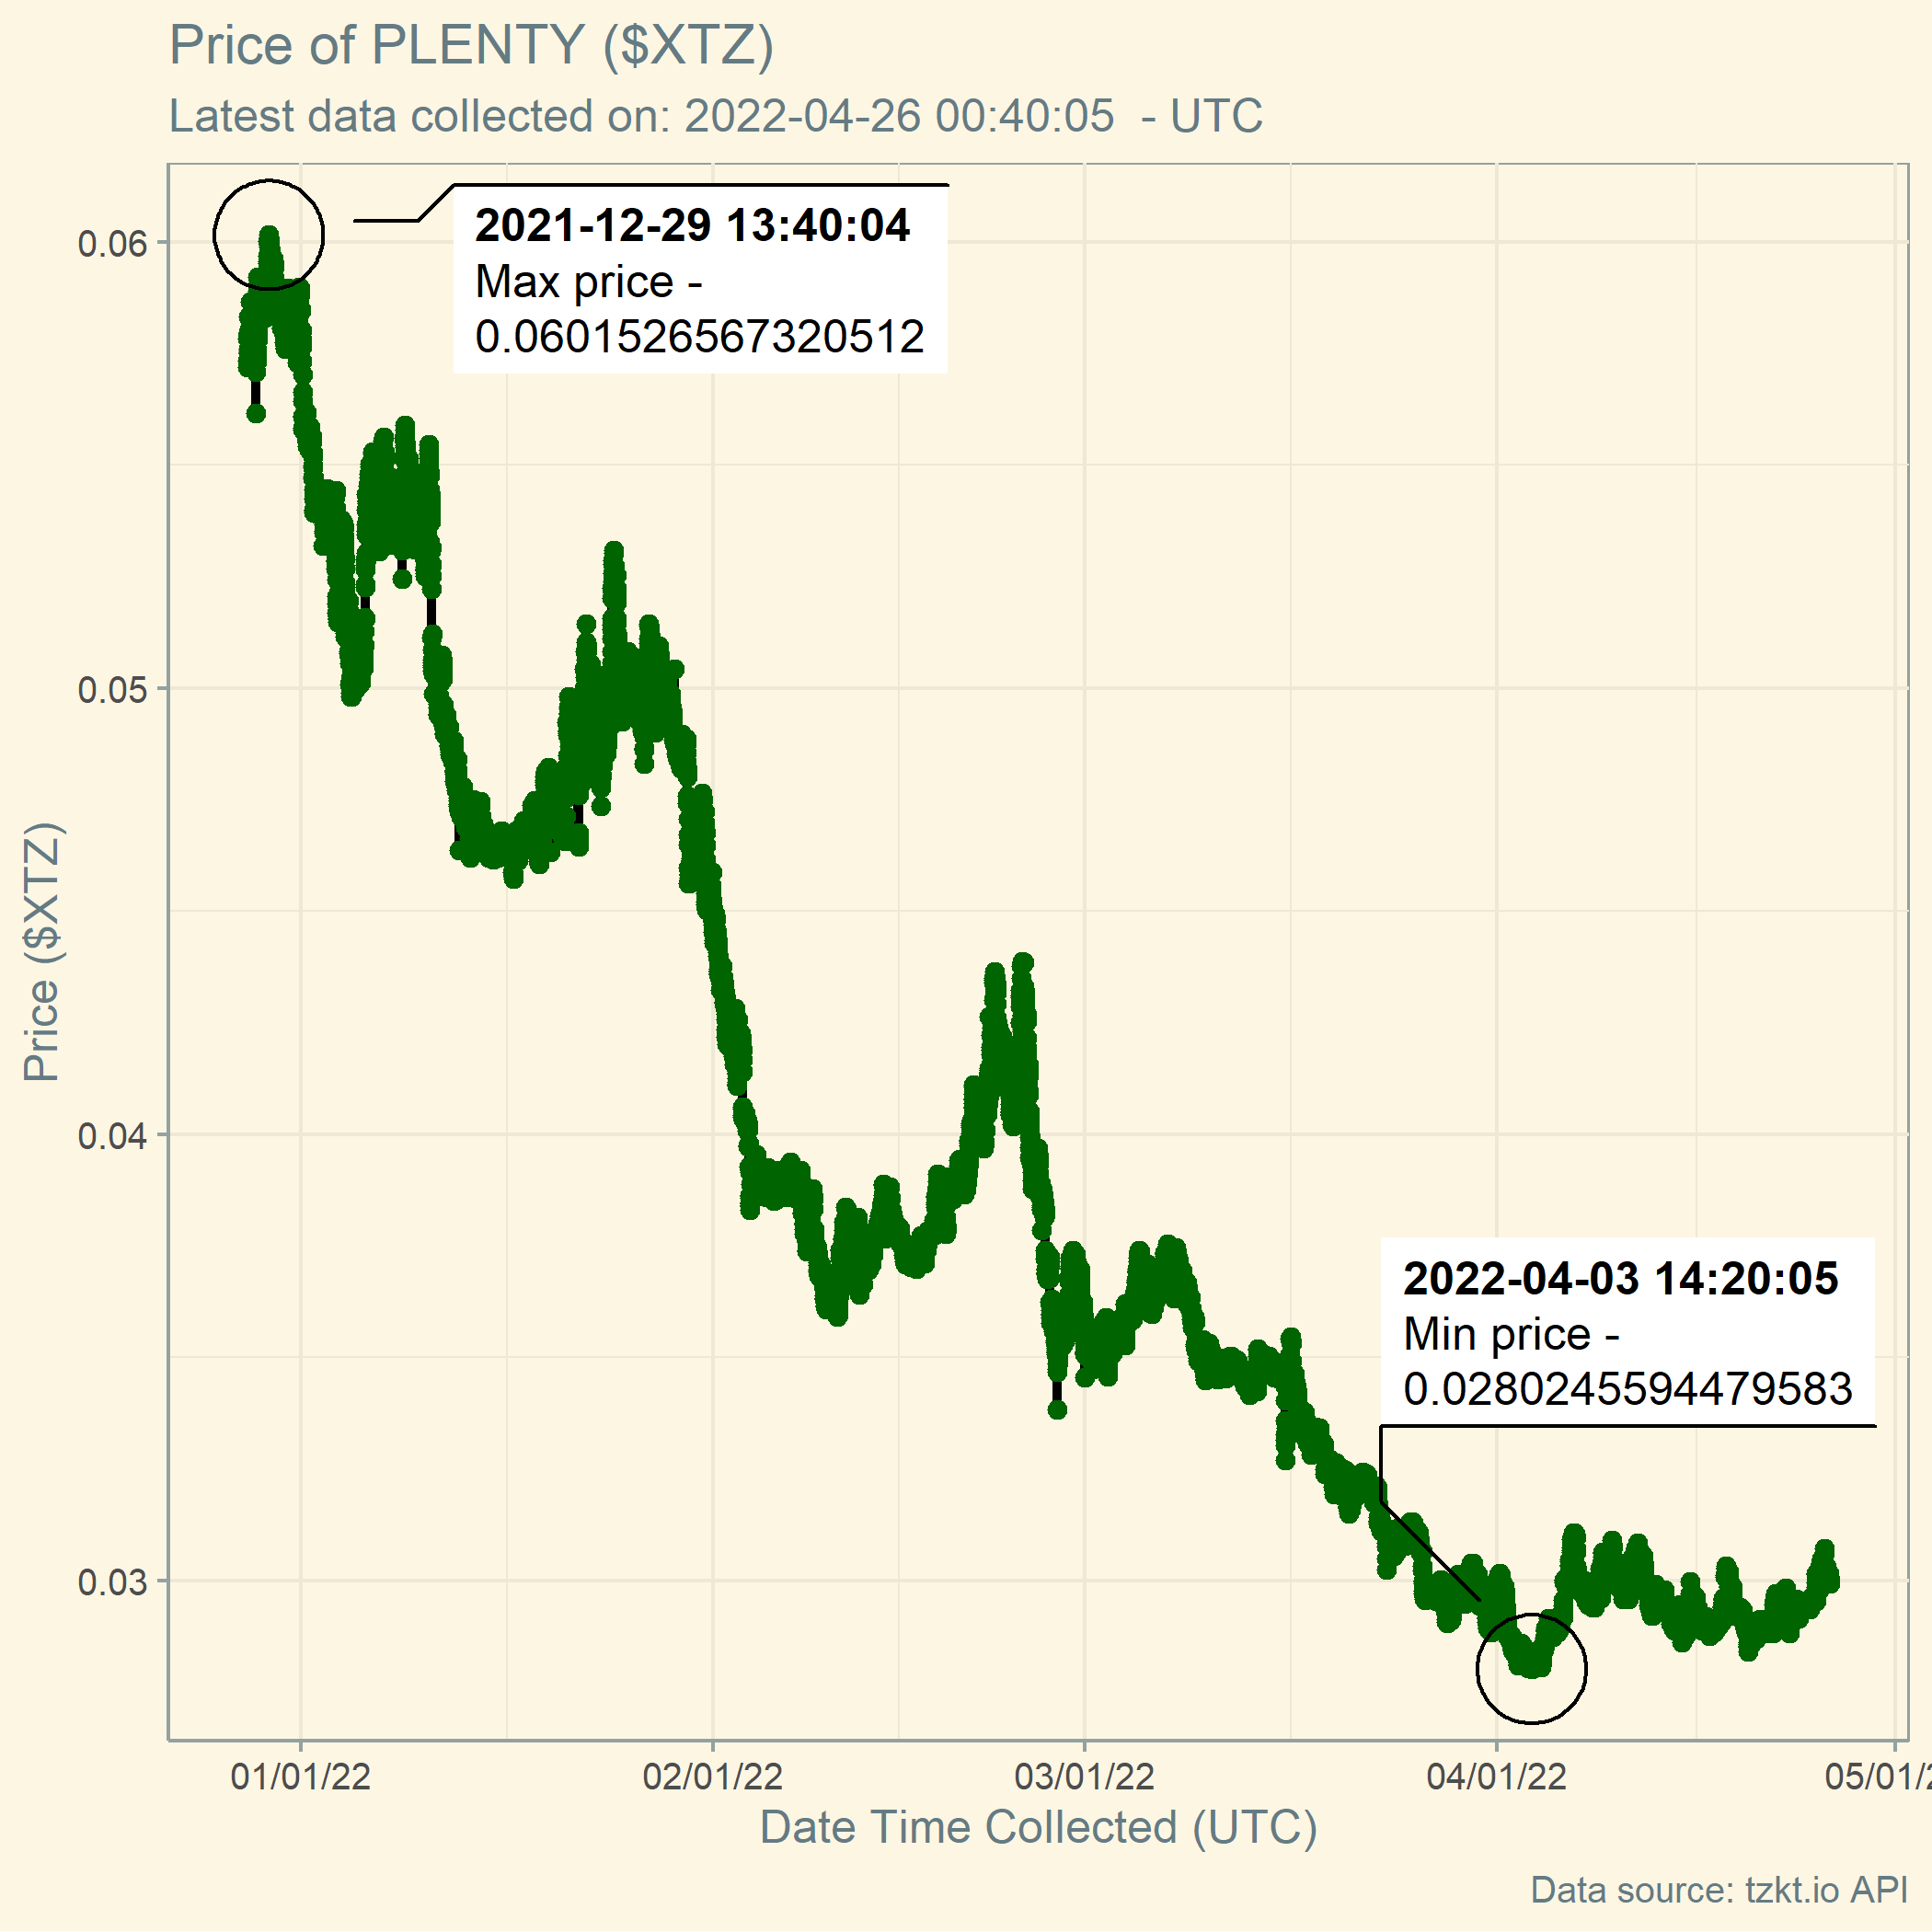 Price of PLENTY ($XTZ)
Latest data collected on: 2022-04-26 00:40:05  - UTC
2021-12-29 13:40:04
Max price -
0.0601526567320512
0.06
0.05
0.04
0.03
Price ($XTZ)
2022-04-03 14:20:05
Min price -
0.0280245594479583
01/01/22
02/01/22
03/01/22
04/01/22
05/01/2
Date Time Collected (UTC)
Data source: tzkt.io API